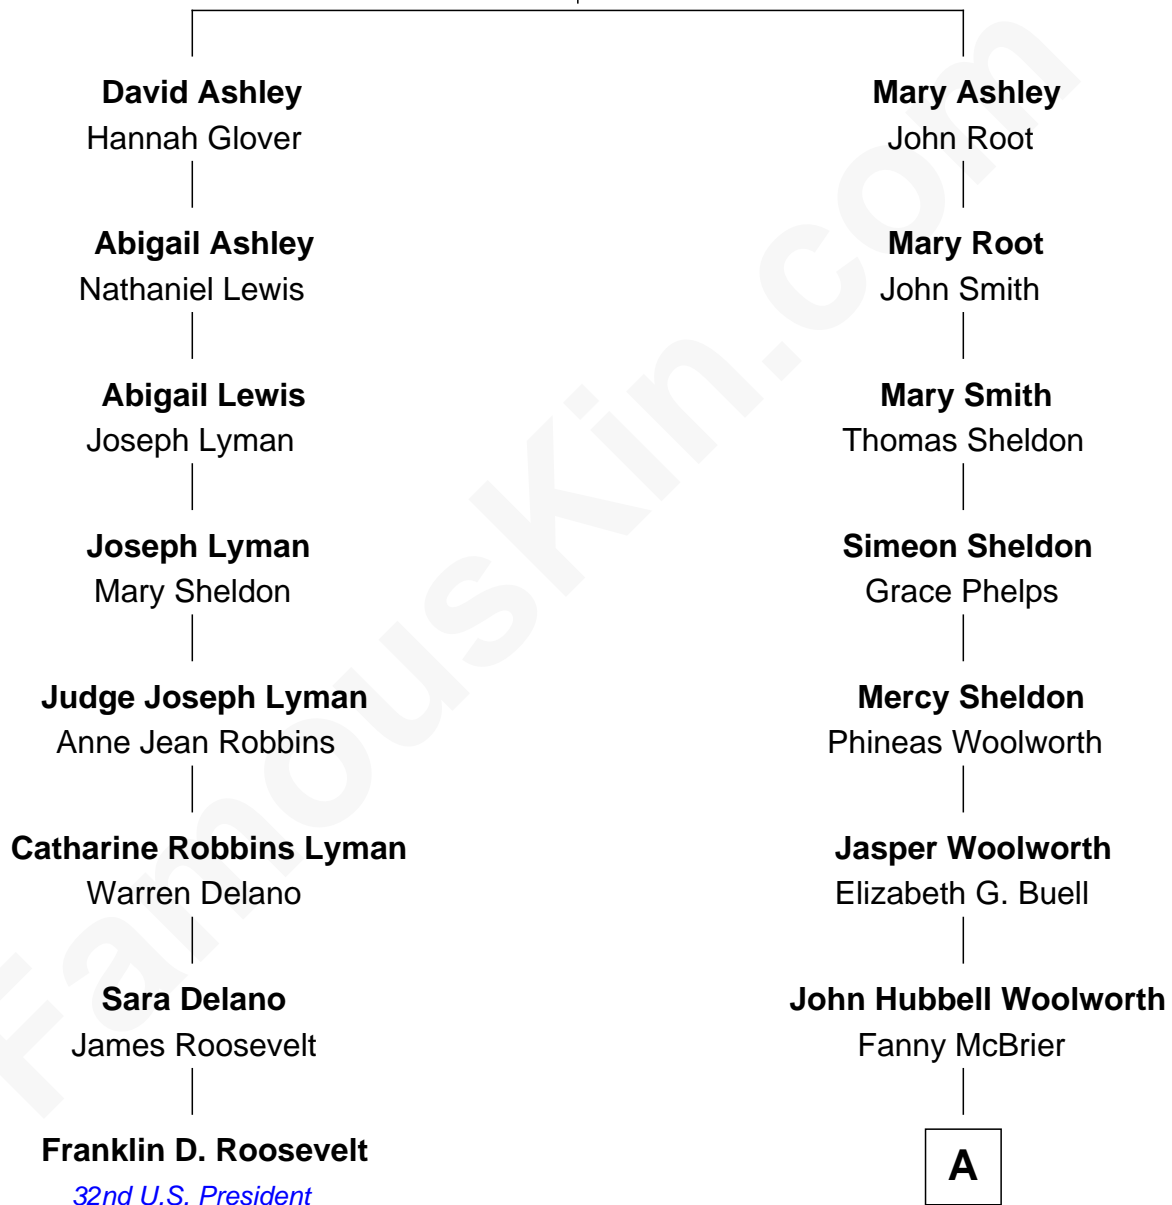 David Ashley
Hannah Glover
Abigail Ashley
Nathaniel Lewis
Abigail Lewis
Joseph Lyman
Joseph Lyman
Mary Sheldon
Judge Joseph Lyman
Anne Jean Robbins
Catharine Robbins Lyman
Warren Delano
Sara Delano
James Roosevelt
Franklin D. Roosevelt
32nd U.S. President
Mary Ashley
John Root
Mary Root
John Smith
Mary Smith
Thomas Sheldon
Simeon Sheldon
Grace Phelps
Mercy Sheldon
Phineas Woolworth
Jasper Woolworth
Elizabeth G. Buell
John Hubbell Woolworth
Fanny McBrier
A
FamousKin.com